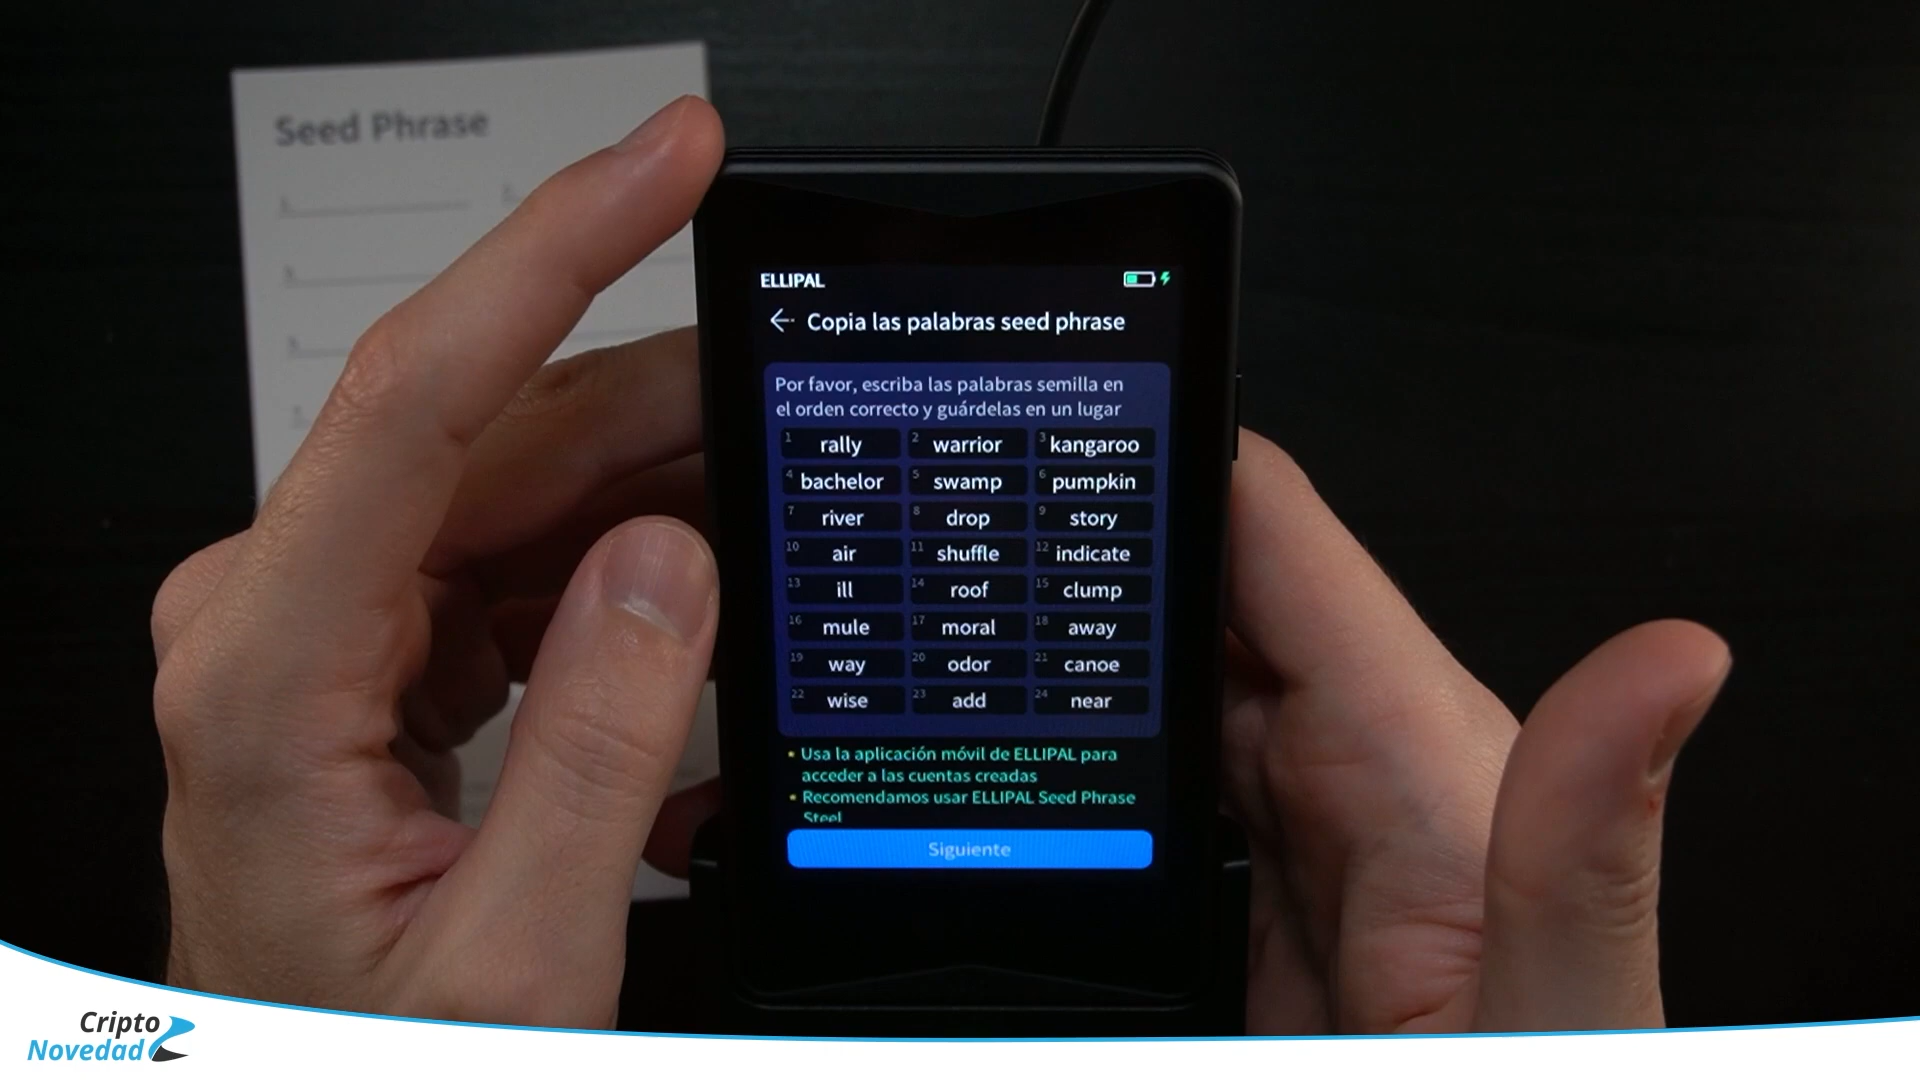 Seed Phrase
ELLIPAL
Copia las palabras seed phrase
Por favor, escriba las palabras semilla en
el orden correcto y guárdelas en un lugar
1 rally 2 warrior 3 kangaroo
4 bachelor 5 swamp 6 pumpkin
7 river 8 drop 9 story
10 air 11 shuffle 12 indicate
13 ill 14 roof 15 clump
16 mule 17 moral 18 away
19 way 20 odor 21 canoe
22 wise 23 add 24 near
• Usa la aplicación móvil de ELLIPAL para
acceder a las cuentas creadas
• Recomendamos usar ELLIPAL Seed Phrase
Steel
Siguiente
Cripto
Novedad